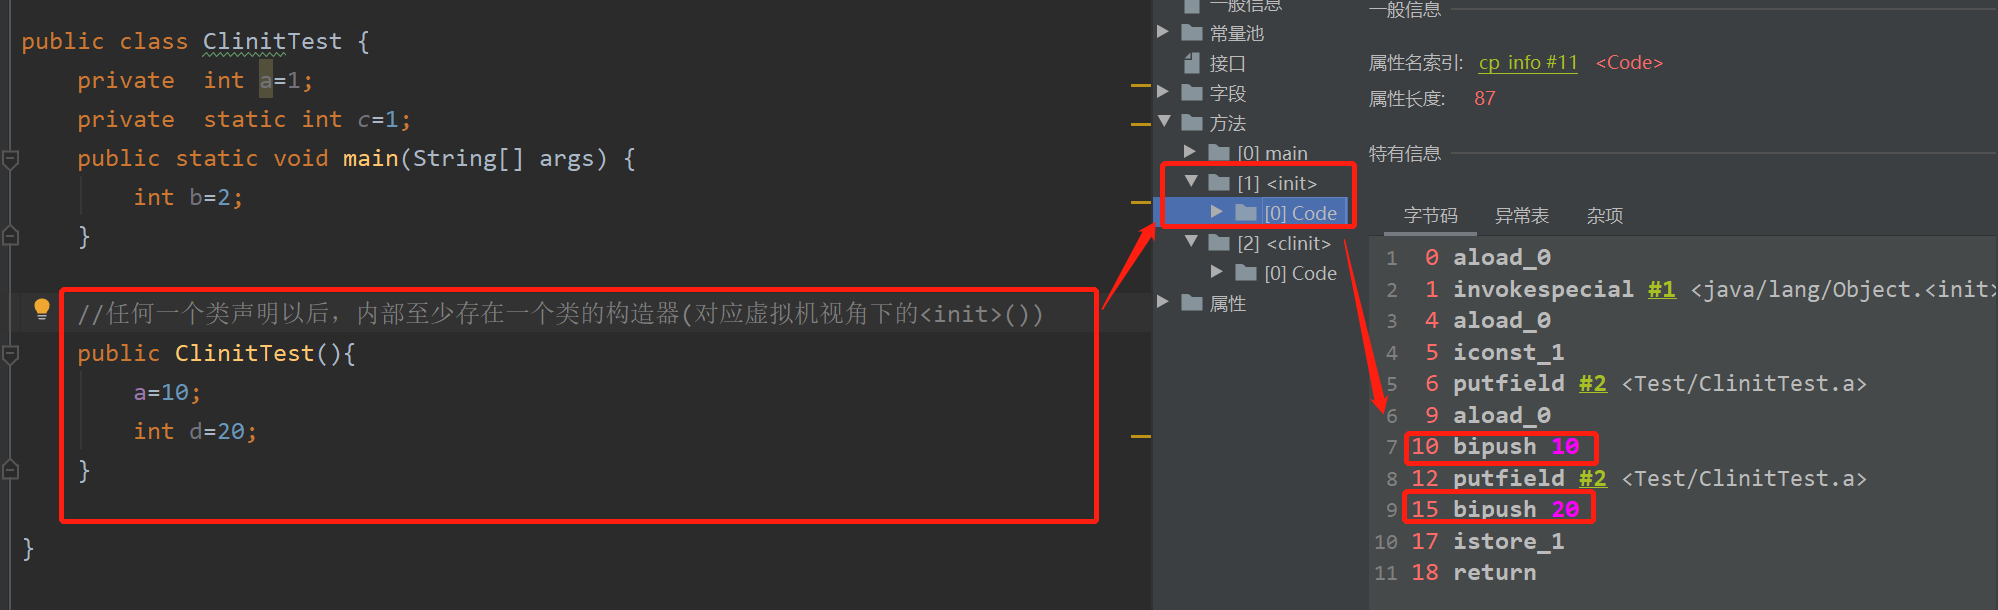 public class ClinitTest {
private  int a=1;
private  static int c=1;
public static void main(String[] args) {
int b=2;
}
//任何一个类声明以后，内部至少存在一个类的构造器(对应虚拟机视角下的<init>())
public ClinitTest(){
a=10;
int d=20;
}
}
一般信息
常量池
接口
字段
方法
[0] main
[1] <init>
[0] Code
[2] <clinit>
[0] Code
属性
一般信息
属性名索引: cp_info #11 <Code>
属性长度: 87
特有信息
字节码 异常表 杂项
1 0 aload_0
2 1 invokespecial #1 <java/lang/Object.<init>
3 4 aload_0
4 5 iconst_1
5 6 putfield #2 <Test/ClinitTest.a>
6 9 aload_0
7 10 bipush 10
8 12 putfield #2 <Test/ClinitTest.a>
9 15 bipush 20
10 17 istore_1
11 18 return